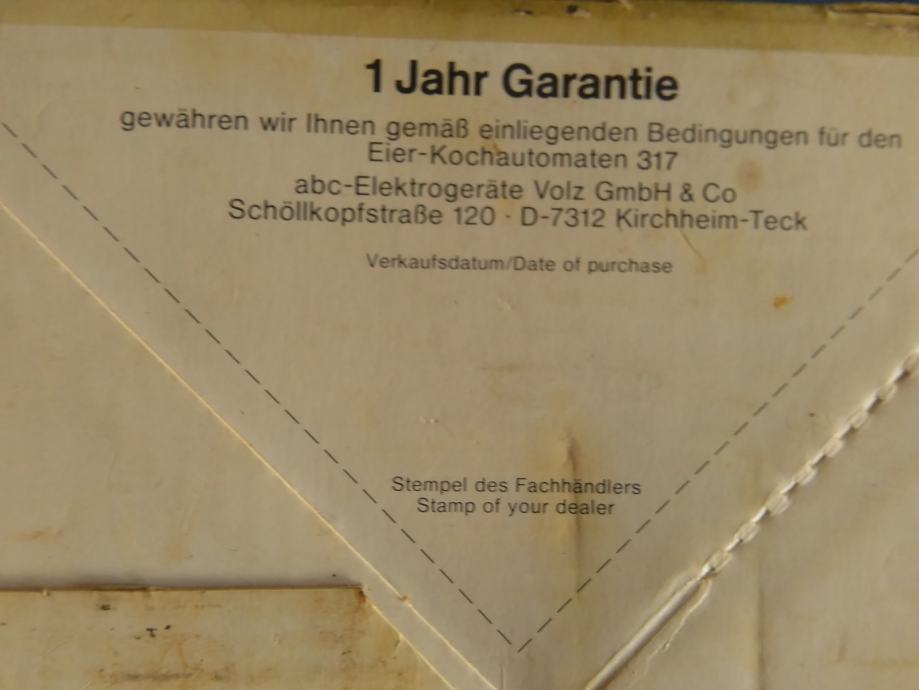 1 Jahr Garantie
gewähren wir Ihnen gemäß einliegenden Bedingungen für den
Eier-Kochautomaten 317
abc-Elektrogeräte Volz GmbH & Co
Schöllkopfstraße 120 · D-7312 Kirchheim-Teck
Verkaufsdatum/Date of purchase
Stempel des Fachhändlers
Stamp of your dealer